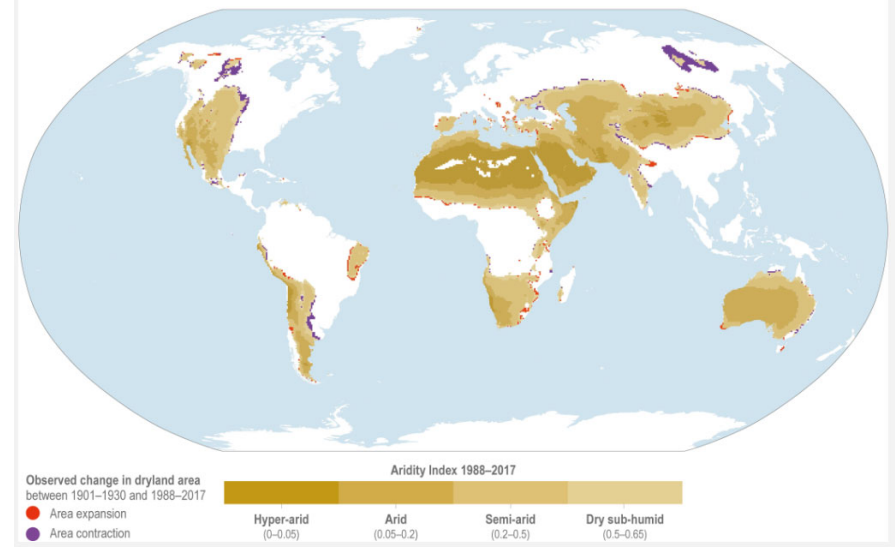 Observed change in dryland area
between 1901–1930 and 1988–2017
Area expansion
Area contraction
Aridity Index 1988–2017
Hyper-arid
(0–0.05)
Arid
(0.05–0.2)
Semi-arid
(0.2–0.5)
Dry sub-humid
(0.5–0.65)